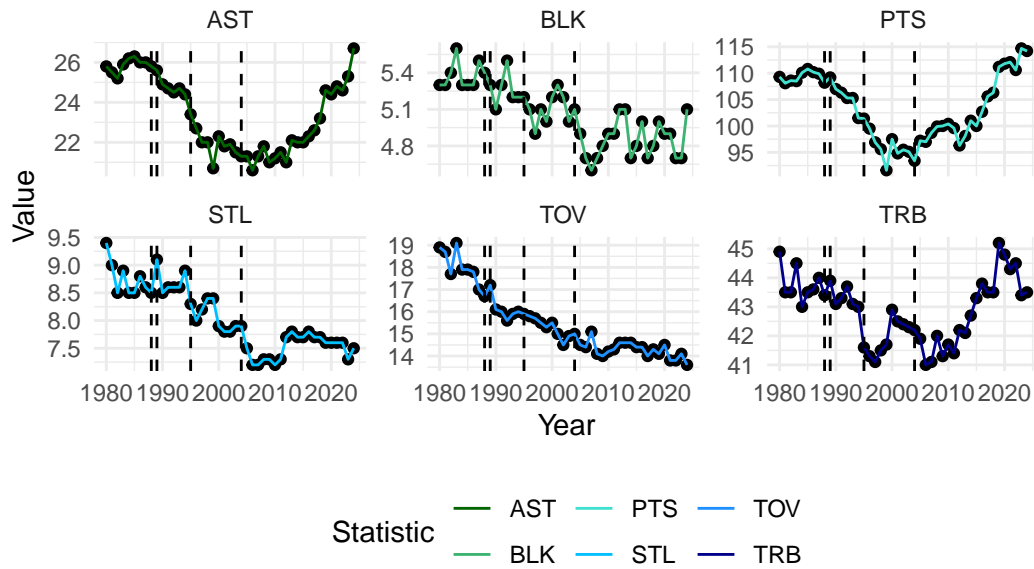 AST BLK PTS
26
24
22
5.4
5.1
4.8
115
110
105
100
95
Value
STL TOV TRB
9.5
9.0
8.5
8.0
7.5
19
18
17
16
15
14
45
44
43
42
41
1980 1990 2000 2010 2020
1980 1990 2000 2010 2020
1980 1990 2000 2010 2020
Year
Statistic
AST PTS TOV
BLK STL TRB